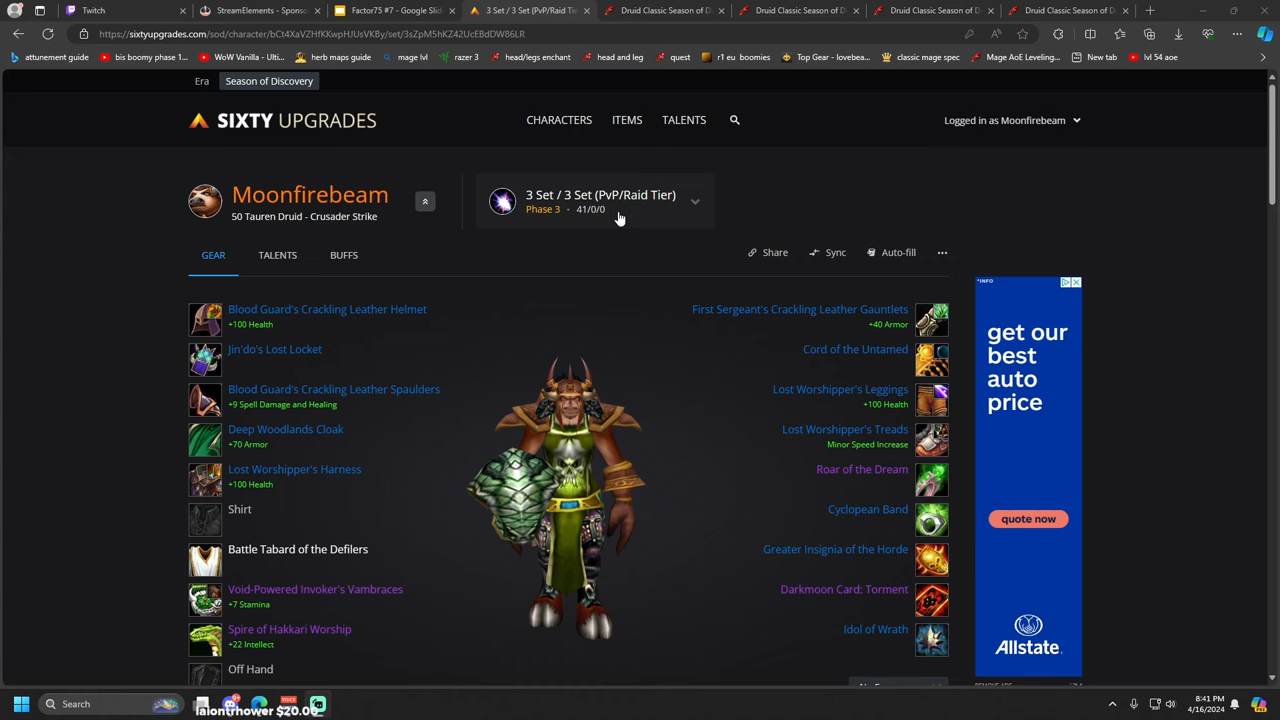 Twitch
StreamElements - Sponso
Factor75 #7 - Google Slid
3 Set / 3 Set (PvP/Raid Tie
Druid Classic Season of D
Druid Classic Season of D
Druid Classic Season of D
Druid Classic Season of D
https://sixtyupgrades.com/sod/character/bCt4XaVZHfKKwpHJUsVKBy/set/3sZpM5hKZ42UcEBdDW86LR
attunement guide
bis boomy phase 1...
WoW Vanilla - Ulti...
herb maps guide
mage lvl
razer 3
head/legs enchant
head and leg
quest
r1 eu boomies
Top Gear - lovebea...
classic mage spec
Mage AoE Leveling...
New tab
lvl 54 aoe
Era
Season of Discovery
SIXTY UPGRADES
CHARACTERS
ITEMS
TALENTS
Logged in as Moonfirebeam
Moonfirebeam
50 Tauren Druid - Crusader Strike
3 Set / 3 Set (PvP/Raid Tier)
Phase 3 • 41/0/0
GEAR
TALENTS
BUFFS
Share
Sync
Auto-fill
Blood Guard's Crackling Leather Helmet
+100 Health
Jin'do's Lost Locket
Blood Guard's Crackling Leather Spaulders
+9 Spell Damage and Healing
Deep Woodlands Cloak
+70 Armor
Lost Worshipper's Harness
+100 Health
Shirt
Battle Tabard of the Defilers
Void-Powered Invoker's Vambraces
+7 Stamina
Spire of Hakkari Worship
+22 Intellect
Off Hand
First Sergeant's Crackling Leather Gauntlets
+40 Armor
Cord of the Untamed
Lost Worshipper's Leggings
+100 Health
Lost Worshipper's Treads
Minor Speed Increase
Roar of the Dream
Cyclopean Band
Greater Insignia of the Horde
Darkmoon Card: Torment
Idol of Wrath
INFO
get our
best
auto
price
quote now
Allstate.
Search
lalontrhower $20.00
8:41 PM
4/16/2024